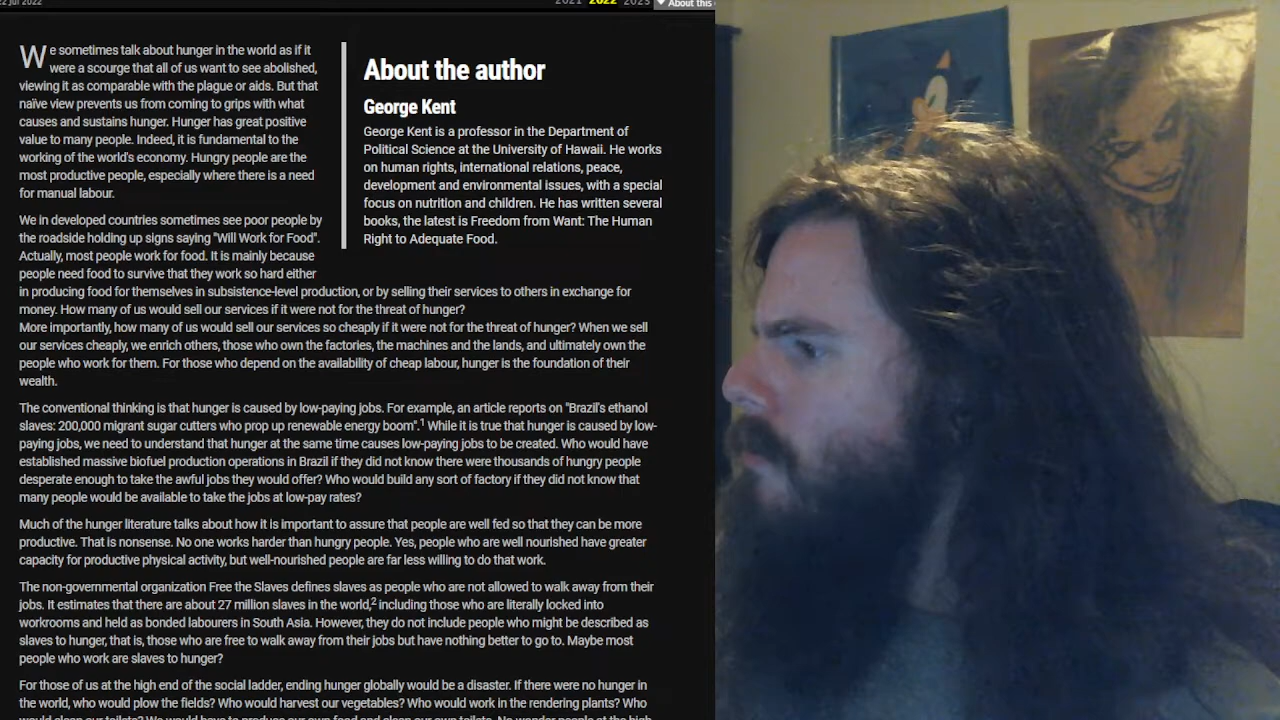 22 Jul 2022
2021 2022 2023
About this
We sometimes talk about hunger in the world as if it
were a scourge that all of us want to see abolished,
viewing it as comparable with the plague or aids. But that
naïve view prevents us from coming to grips with what
causes and sustains hunger. Hunger has great positive
value to many people. Indeed, it is fundamental to the
working of the world's economy. Hungry people are the
most productive people, especially where there is a need
for manual labour.
We in developed countries sometimes see poor people by
the roadside holding up signs saying "Will Work for Food".
Actually, most people work for food. It is mainly because
people need food to survive that they work so hard either
in producing food for themselves in subsistence-level production, or by selling their services to others in exchange for
money. How many of us would sell our services if it were not for the threat of hunger?
More importantly, how many of us would sell our services so cheaply if it were not for the threat of hunger? When we sell
our services cheaply, we enrich others, those who own the factories, the machines and the lands, and ultimately own the
people who work for them. For those who depend on the availability of cheap labour, hunger is the foundation of their
wealth.
The conventional thinking is that hunger is caused by low-paying jobs. For example, an article reports on "Brazil's ethanol
slaves: 200,000 migrant sugar cutters who prop up renewable energy boom".1 While it is true that hunger is caused by low-
paying jobs, we need to understand that hunger at the same time causes low-paying jobs to be created. Who would have
established massive biofuel production operations in Brazil if they did not know there were thousands of hungry people
desperate enough to take the awful jobs they would offer? Who would build any sort of factory if they did not know that
many people would be available to take the jobs at low-pay rates?
Much of the hunger literature talks about how it is important to assure that people are well fed so that they can be more
productive. That is nonsense. No one works harder than hungry people. Yes, people who are well nourished have greater
capacity for productive physical activity, but well-nourished people are far less willing to do that work.
The non-governmental organization Free the Slaves defines slaves as people who are not allowed to walk away from their
jobs. It estimates that there are about 27 million slaves in the world,2 including those who are literally locked into
workrooms and held as bonded labourers in South Asia. However, they do not include people who might be described as
slaves to hunger, that is, those who are free to walk away from their jobs but have nothing better to go to. Maybe most
people who work are slaves to hunger?
For those of us at the high end of the social ladder, ending hunger globally would be a disaster. If there were no hunger in
the world, who would plow the fields? Who would harvest our vegetables? Who would work in the rendering plants? Who
would clean our toilets? We would have to produce our own food and clean our own toilets. No wonder people at the high
About the author
George Kent
George Kent is a professor in the Department of
Political Science at the University of Hawaii. He works
on human rights, international relations, peace,
development and environmental issues, with a special
focus on nutrition and children. He has written several
books, the latest is Freedom from Want: The Human
Right to Adequate Food.